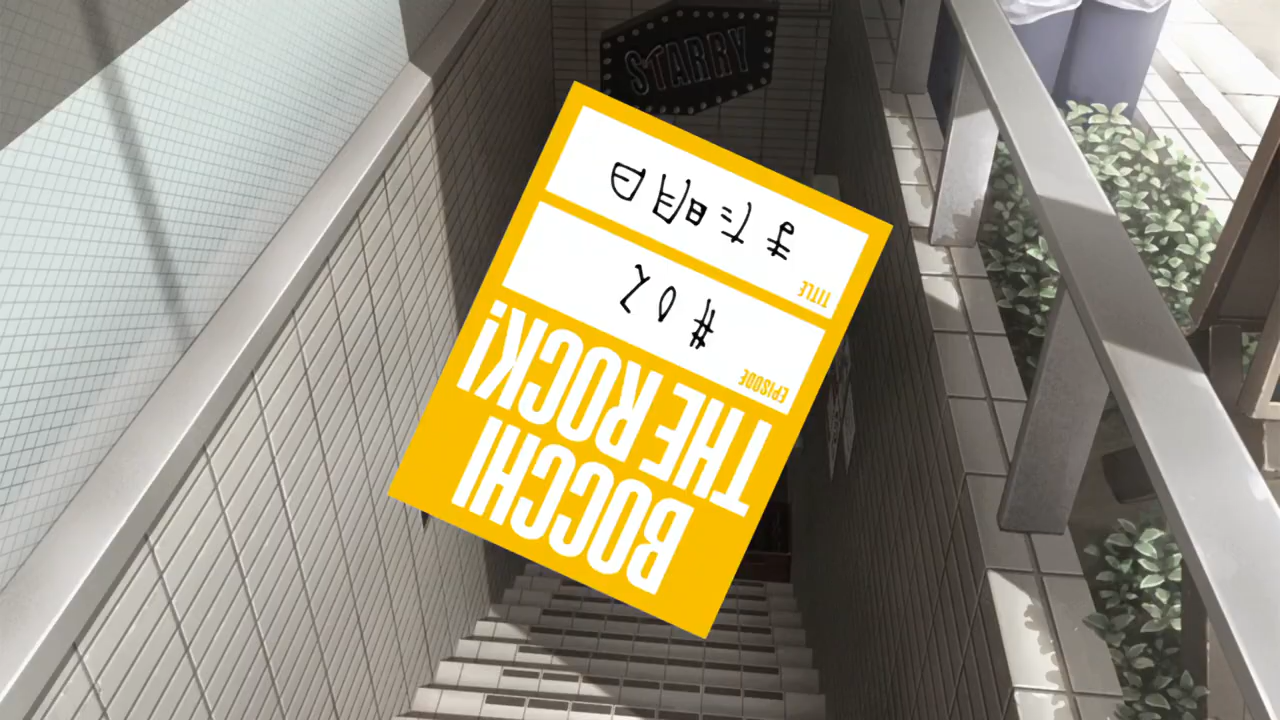 STARRY
BOCCHI
THE ROCK!
EPISODE
#02
TITLE
また明日